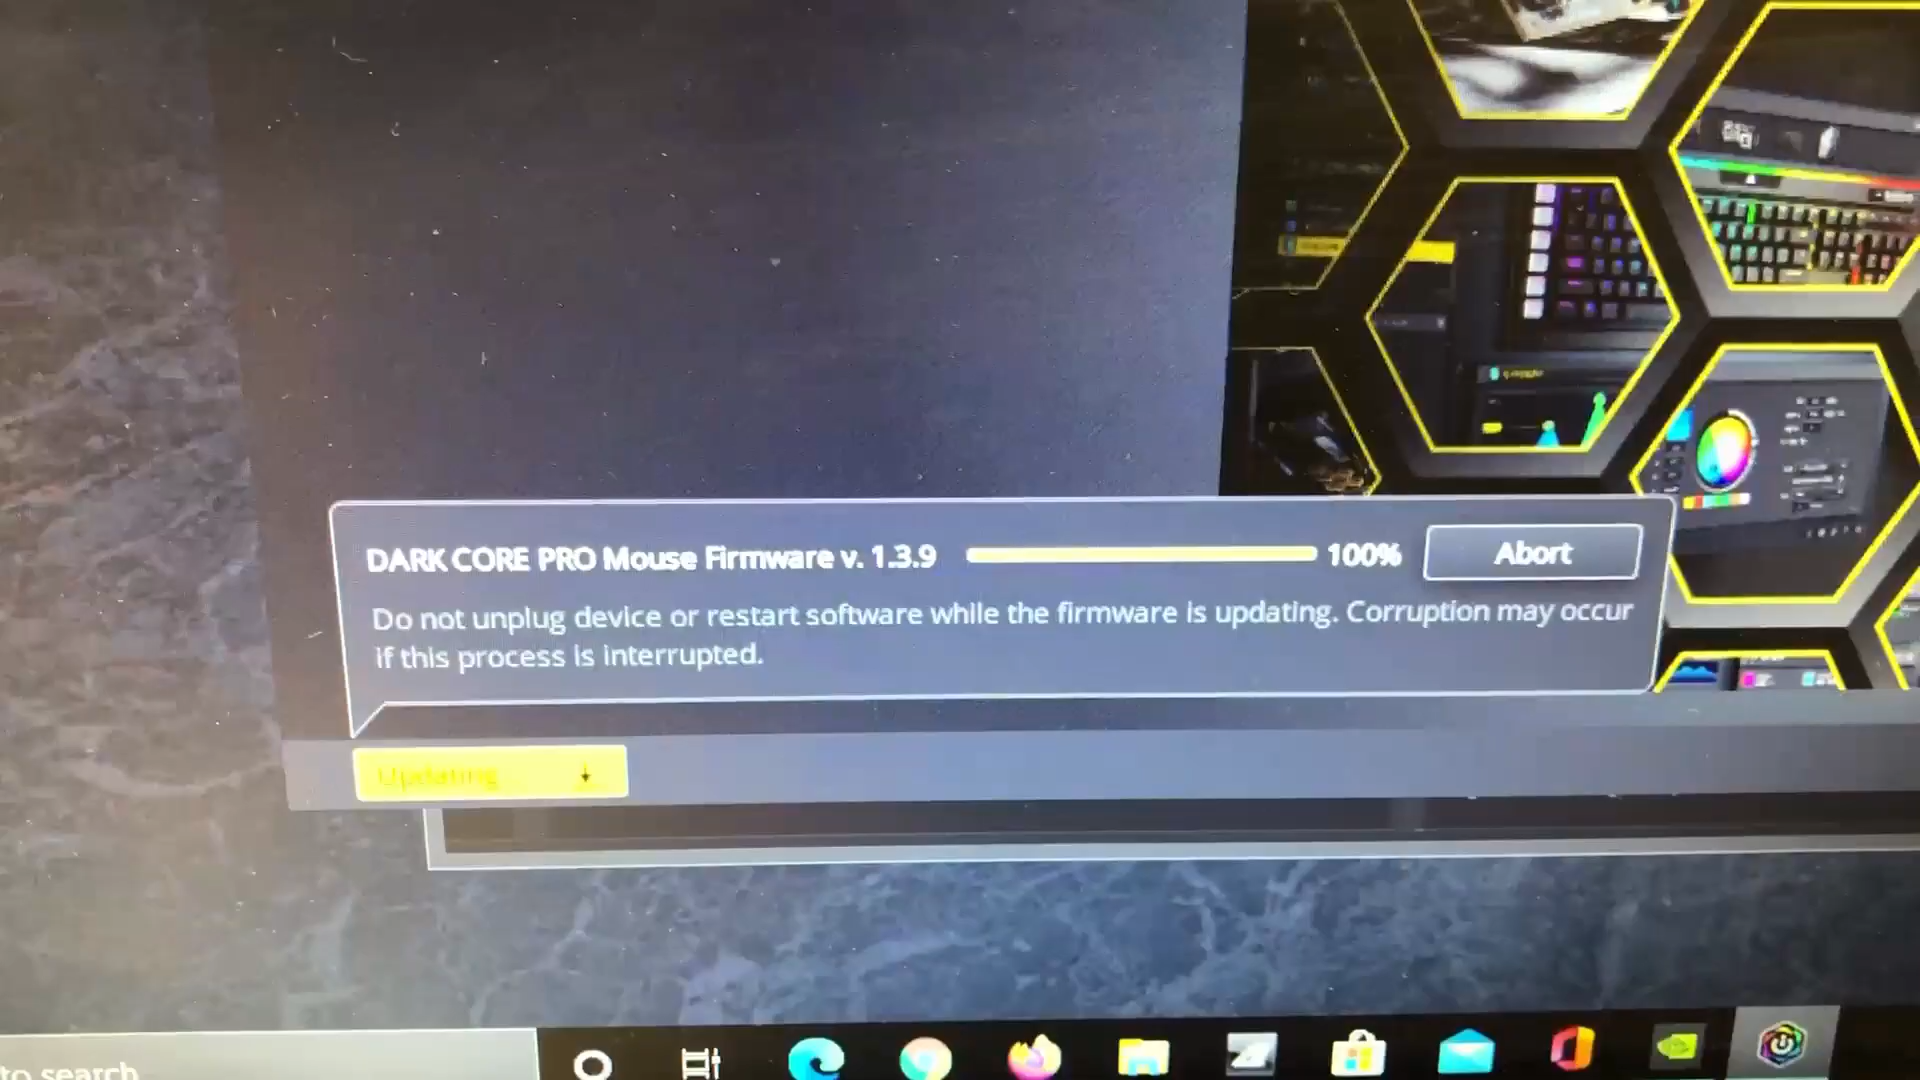 DARK CORE PRO Mouse Firmware v. 1.3.9 100% Abort
Do not unplug device or restart software while the firmware is updating. Corruption may occur
if this process is interrupted.
Updating
to search